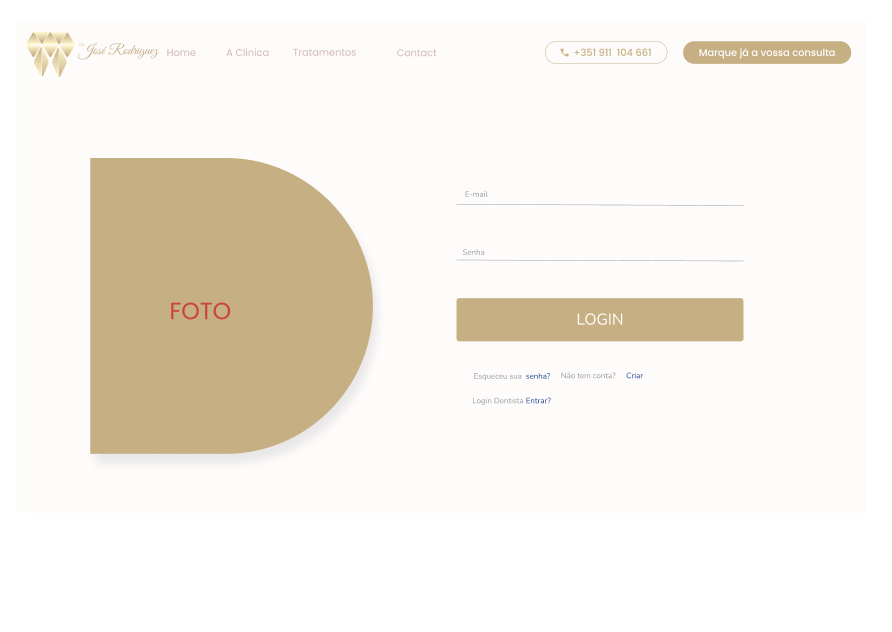 José Rodriguez
Home A Clinica Tratamentos Contact
+351 911 104 661
Marque já a vossa consulta
FOTO
E-mail
Senha
LOGIN
Esqueceu sua senha? Não tem conta? Criar
Login Dentista Entrar?